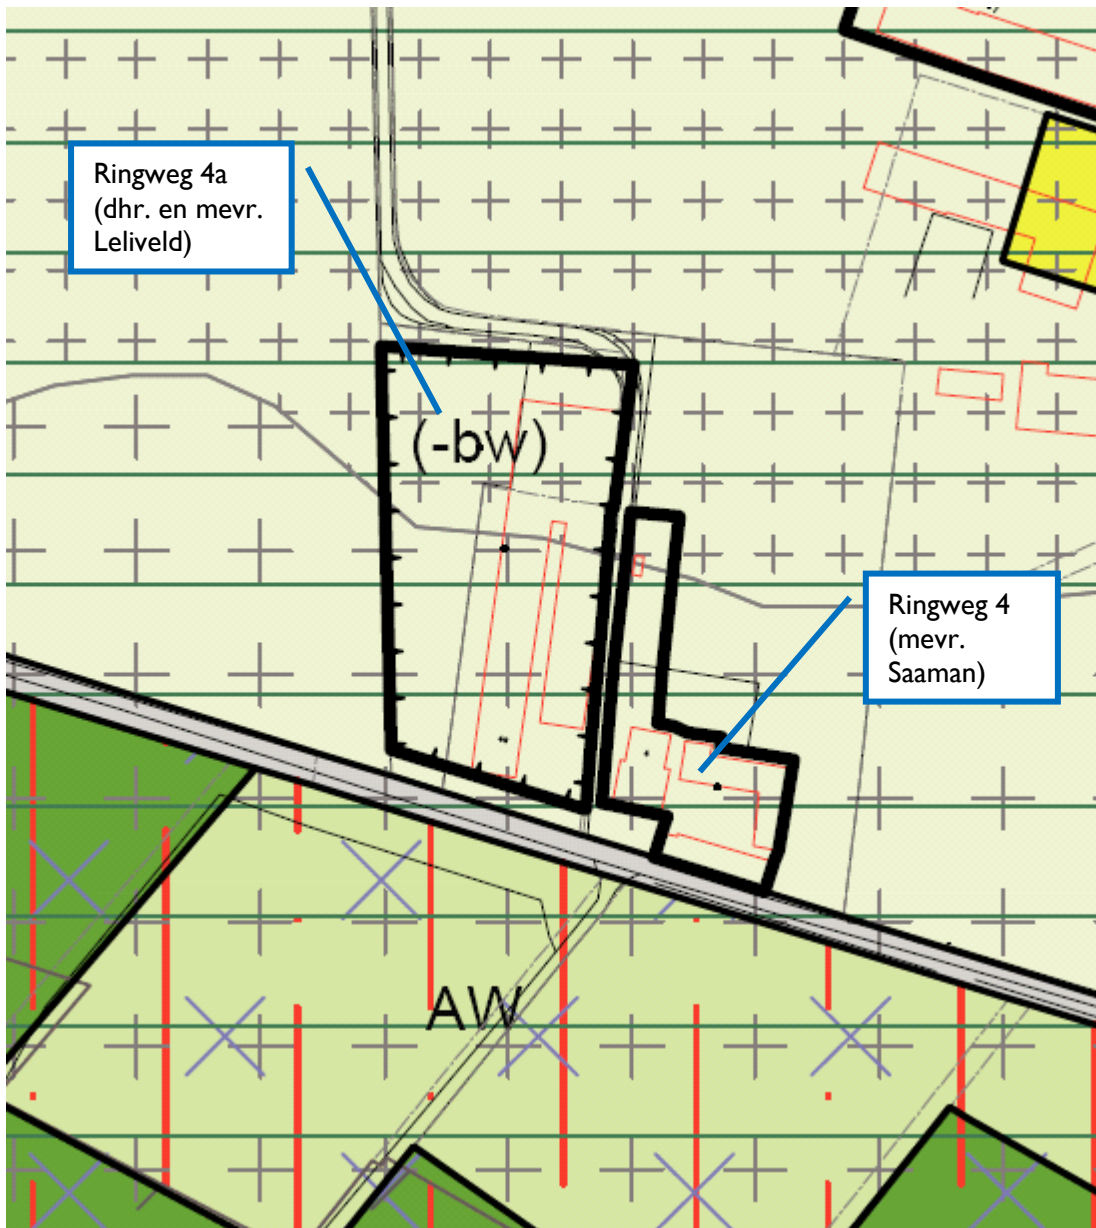 Ringweg 4a
(dhr. en mevr.
Leliveld)
(-bw)
Ringweg 4
(mevr.
Saaman)
AW